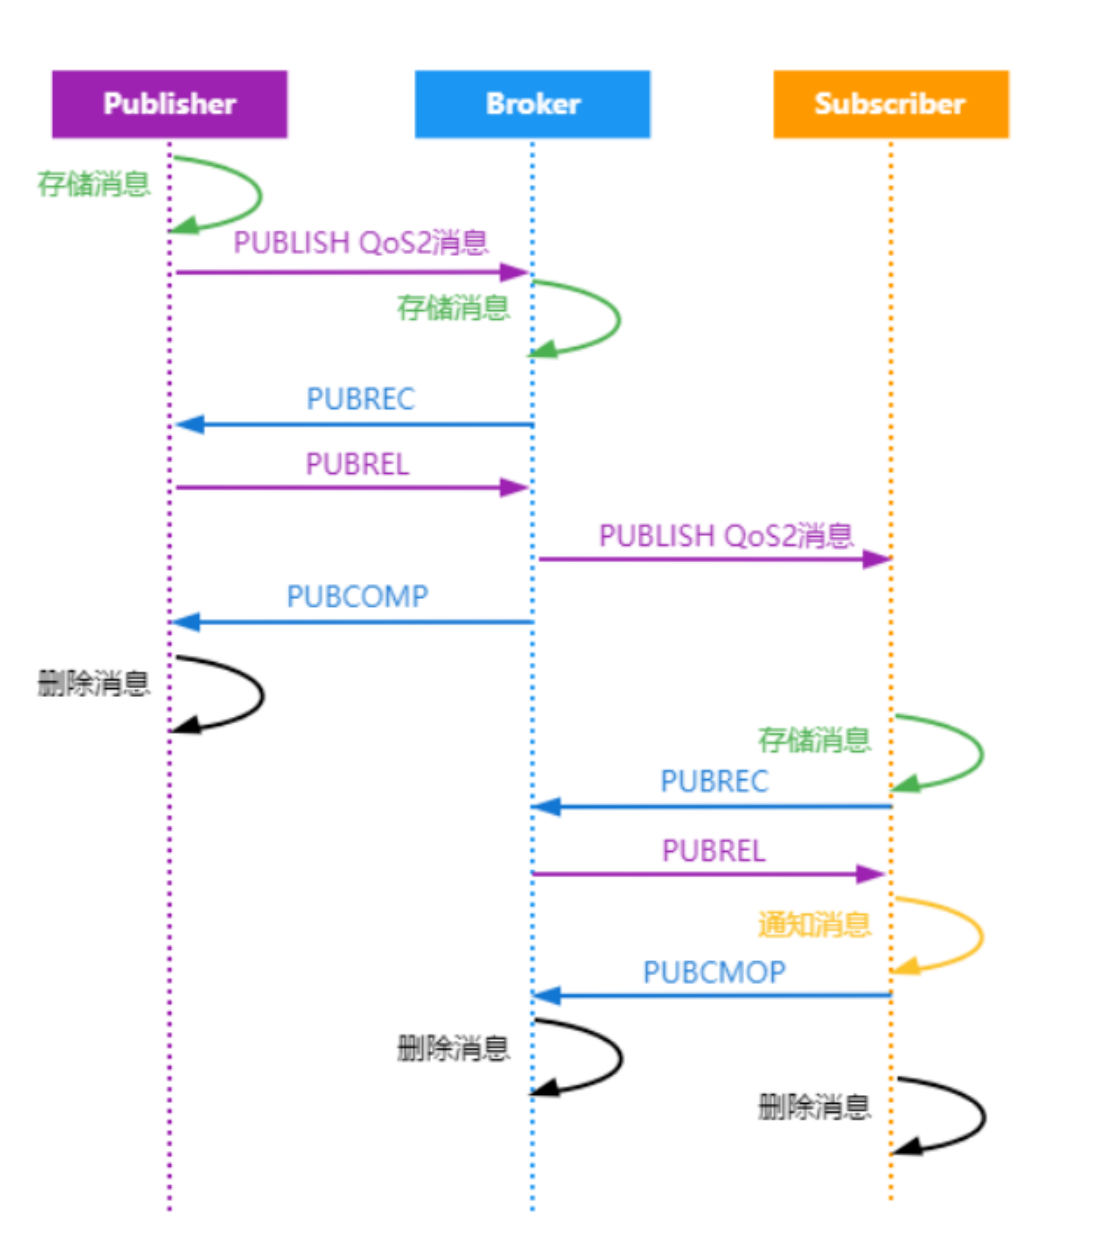 Publisher
Broker
Subscriber
存储消息
PUBLISH QoS2消息
存储消息
PUBREC
PUBREL
PUBLISH QoS2消息
PUBCOMP
删除消息
存储消息
PUBREC
PUBREL
通知消息
PUBCMOP
删除消息
删除消息